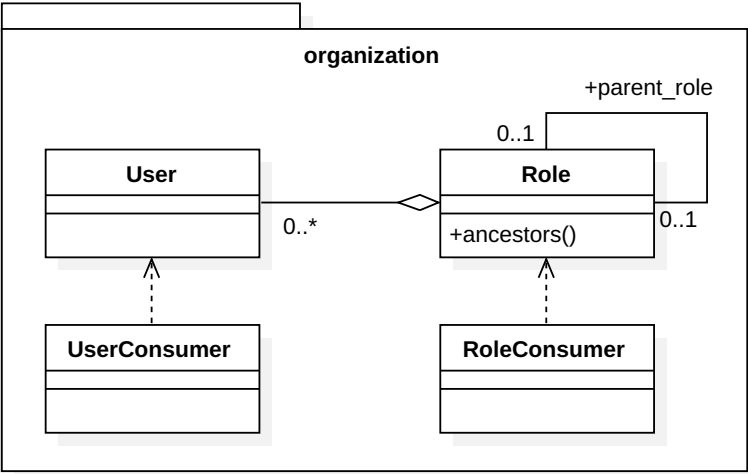 organization
+parent_role
0..1
User
Role
0..*
+ancestors()
0..1
UserConsumer
RoleConsumer